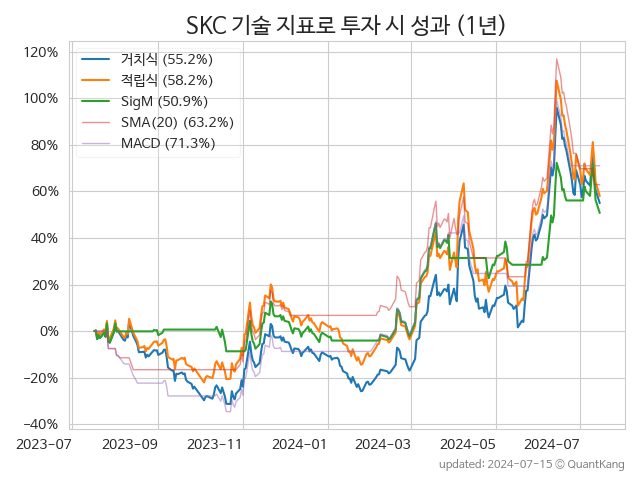 SKC 기술 지표로 투자 시 성과 (1년)
120%
100%
80%
60%
40%
20%
0%
−20%
−40%
거치식 (55.2%)
적립식 (58.2%)
SigM (50.9%)
SMA(20) (63.2%)
MACD (71.3%)
2023-07
2023-09
2023-11
2024-01
2024-03
2024-05
2024-07
updated: 2024-07-15 © QuantKang